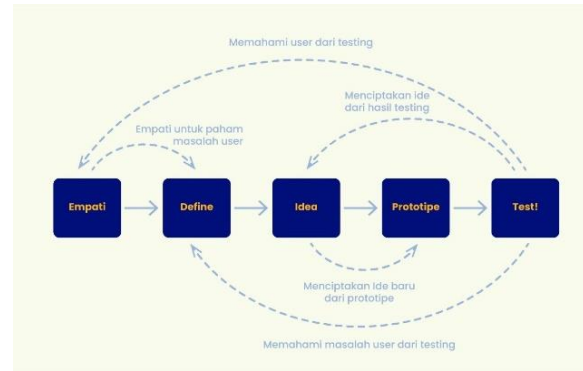 Memahami user dari testing
Menciptakan ide
dari hasil testing
Empati untuk paham
masalah user
Empati
Define
Idea
Prototipe
Test!
Menciptakan Ide baru
dari prototipe
Memahami masalah user dari testing